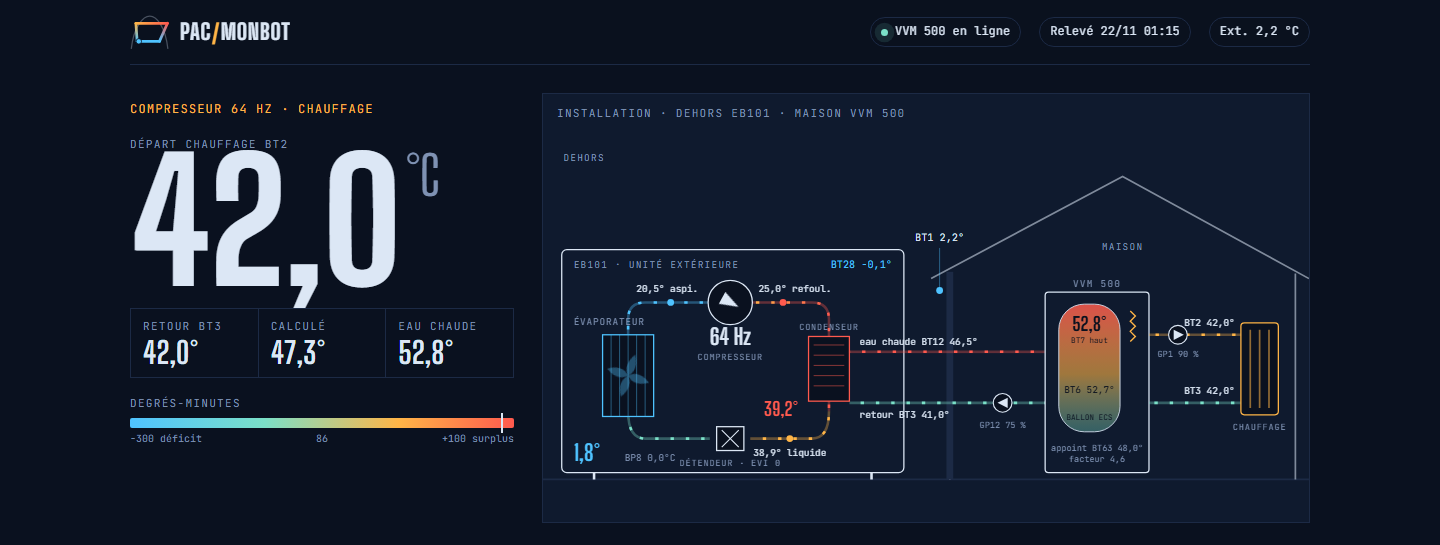 PAC/MONBOT
VVM 500 en ligne
Relevé 22/11 01:15
Ext. 2,2 °C
COMPRESSEUR 64 HZ · CHAUFFAGE
DÉPART CHAUFFAGE BT2
42,0 °C
RETOUR BT3
42,0°
CALCULÉ
47,3°
EAU CHAUDE
52,8°
DEGRÉS-MINUTES
-300 déficit
86
+100 surplus
INSTALLATION · DEHORS EB101 · MAISON VVM 500
DEHORS
BT1 2,2°
MAISON
EB101 · UNITÉ EXTÉRIEURE
BT28 -0,1°
20,5° aspi.
25,0° refoul.
ÉVAPORATEUR
64 Hz
COMPRESSEUR
CONDENSEUR
eau chaude BT12 46,5°
39,2°
retour BT3 41,0°
1,8°
BP8 0,0°C
DÉTENDEUR · EVI 0
38,9° liquide
GP12 75 %
VVM 500
52,8°
BT7 haut
BT6 52,7°
BALLON ECS
appoint BT63 48,0°
facteur 4,6
BT2 42,0°
GP1 90 %
BT3 42,0°
CHAUFFAGE